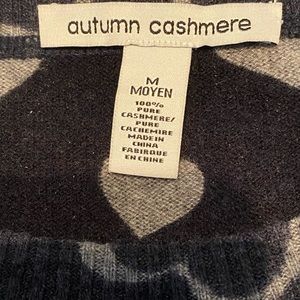 autumn cashmere
M
MOYEN
100%
PURE
CASHMERE/
PURE
CACHEMIRE
MADE IN
CHINA
FABRIQUE
EN CHINE